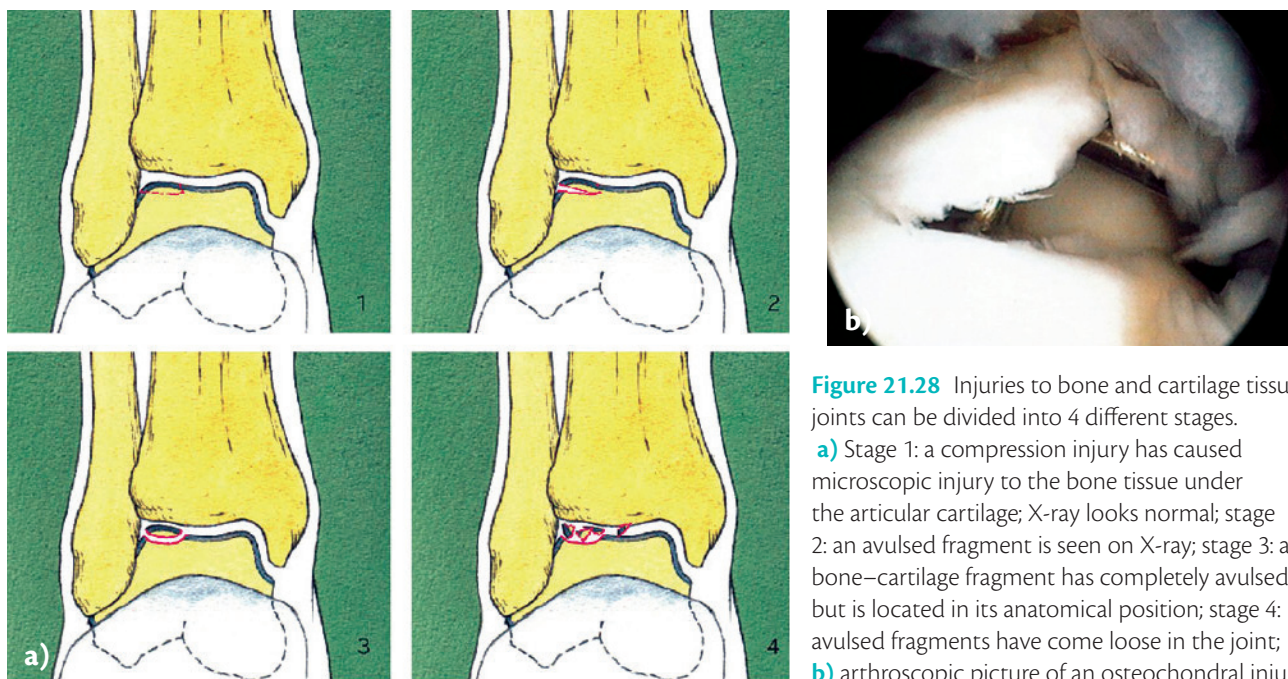 1
2
3
4
a)
b)
Figure 21.28 Injuries to bone and cartilage tissu
joints can be divided into 4 different stages.
a) Stage 1: a compression injury has caused
microscopic injury to the bone tissue under
the articular cartilage; X-ray looks normal; stage
2: an avulsed fragment is seen on X-ray; stage 3: a
bone–cartilage fragment has completely avulsed
but is located in its anatomical position; stage 4:
avulsed fragments have come loose in the joint;
b) arthroscopic picture of an osteochondral inju